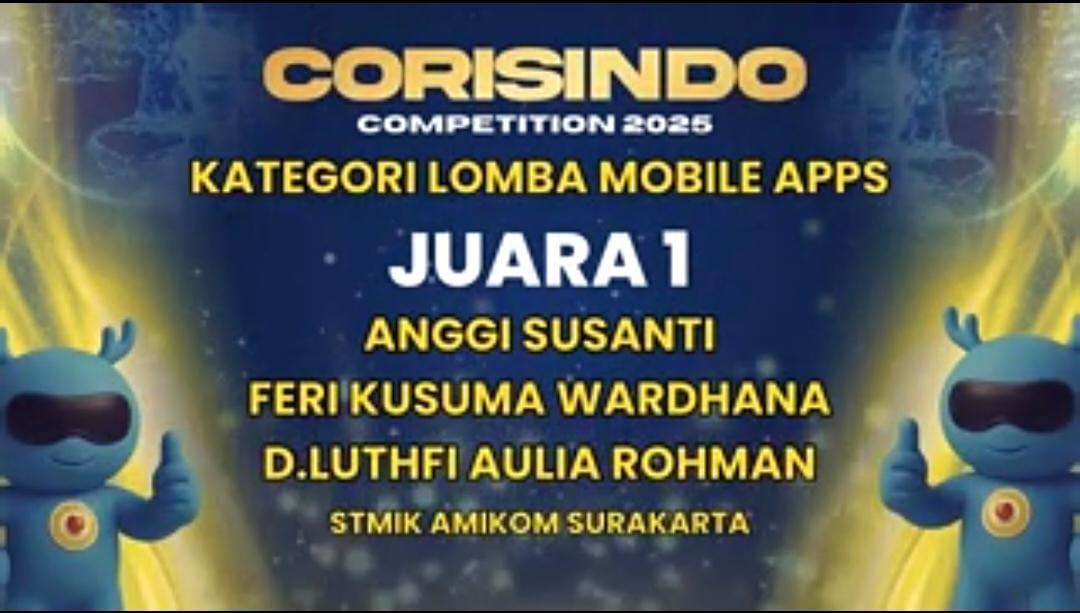 CORISINDO
COMPETITION 2025
KATEGORI LOMBA MOBILE APPS
JUARA 1
ANGGI SUSANTI
FERI KUSUMA WARDHANA
D.LUTHFI AULIA ROHMAN
STMIK AMIKOM SURAKARTA